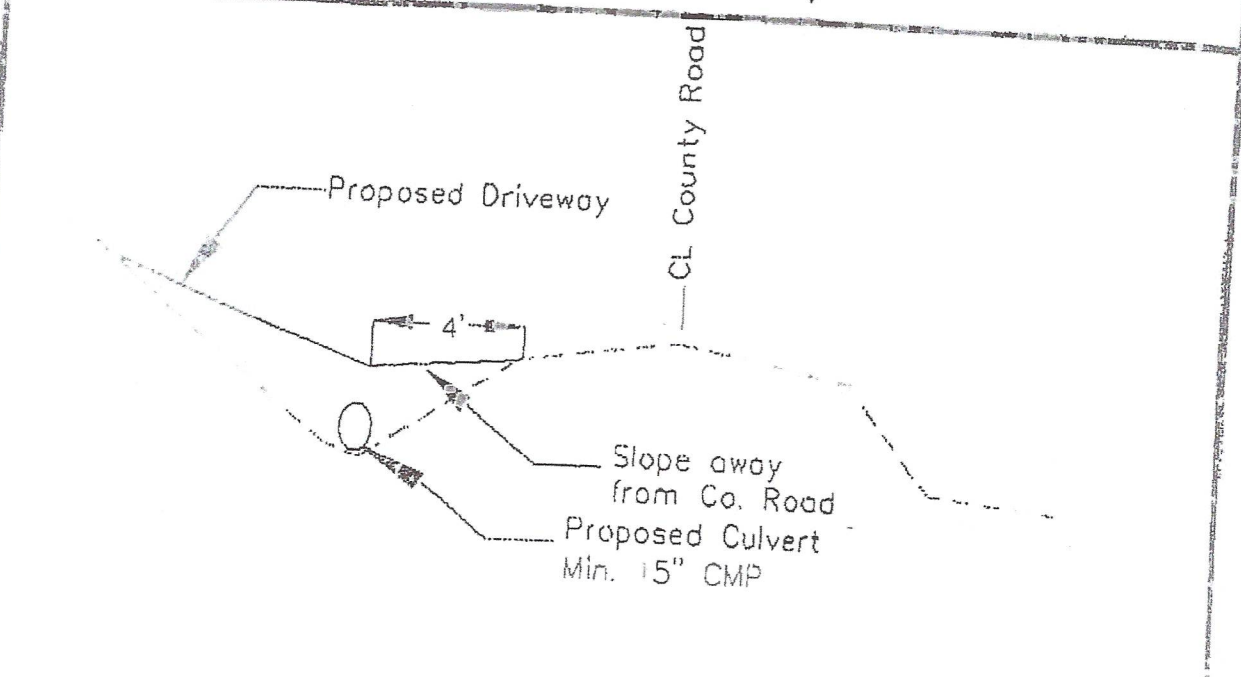 CL County Road
Proposed Driveway
4'
Slope away
from Co. Road
Proposed Culvert
Min. 15" CMP